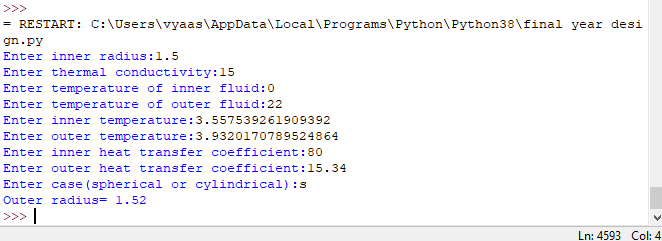 >>>
= RESTART: C:\Users\vyaas\AppData\Local\Programs\Python\Python38\final year desi
gn.py
Enter inner radius:1.5
Enter thermal conductivity:15
Enter temperature of inner fluid:0
Enter temperature of outer fluid:22
Enter inner temperature:3.557539261909392
Enter outer temperature:3.9320170789524864
Enter inner heat transfer coefficient:80
Enter outer heat transfer coefficient:15.34
Enter case(spherical or cylindrical):s
Outer radius= 1.52
>>>
Ln: 4593 Col: 4